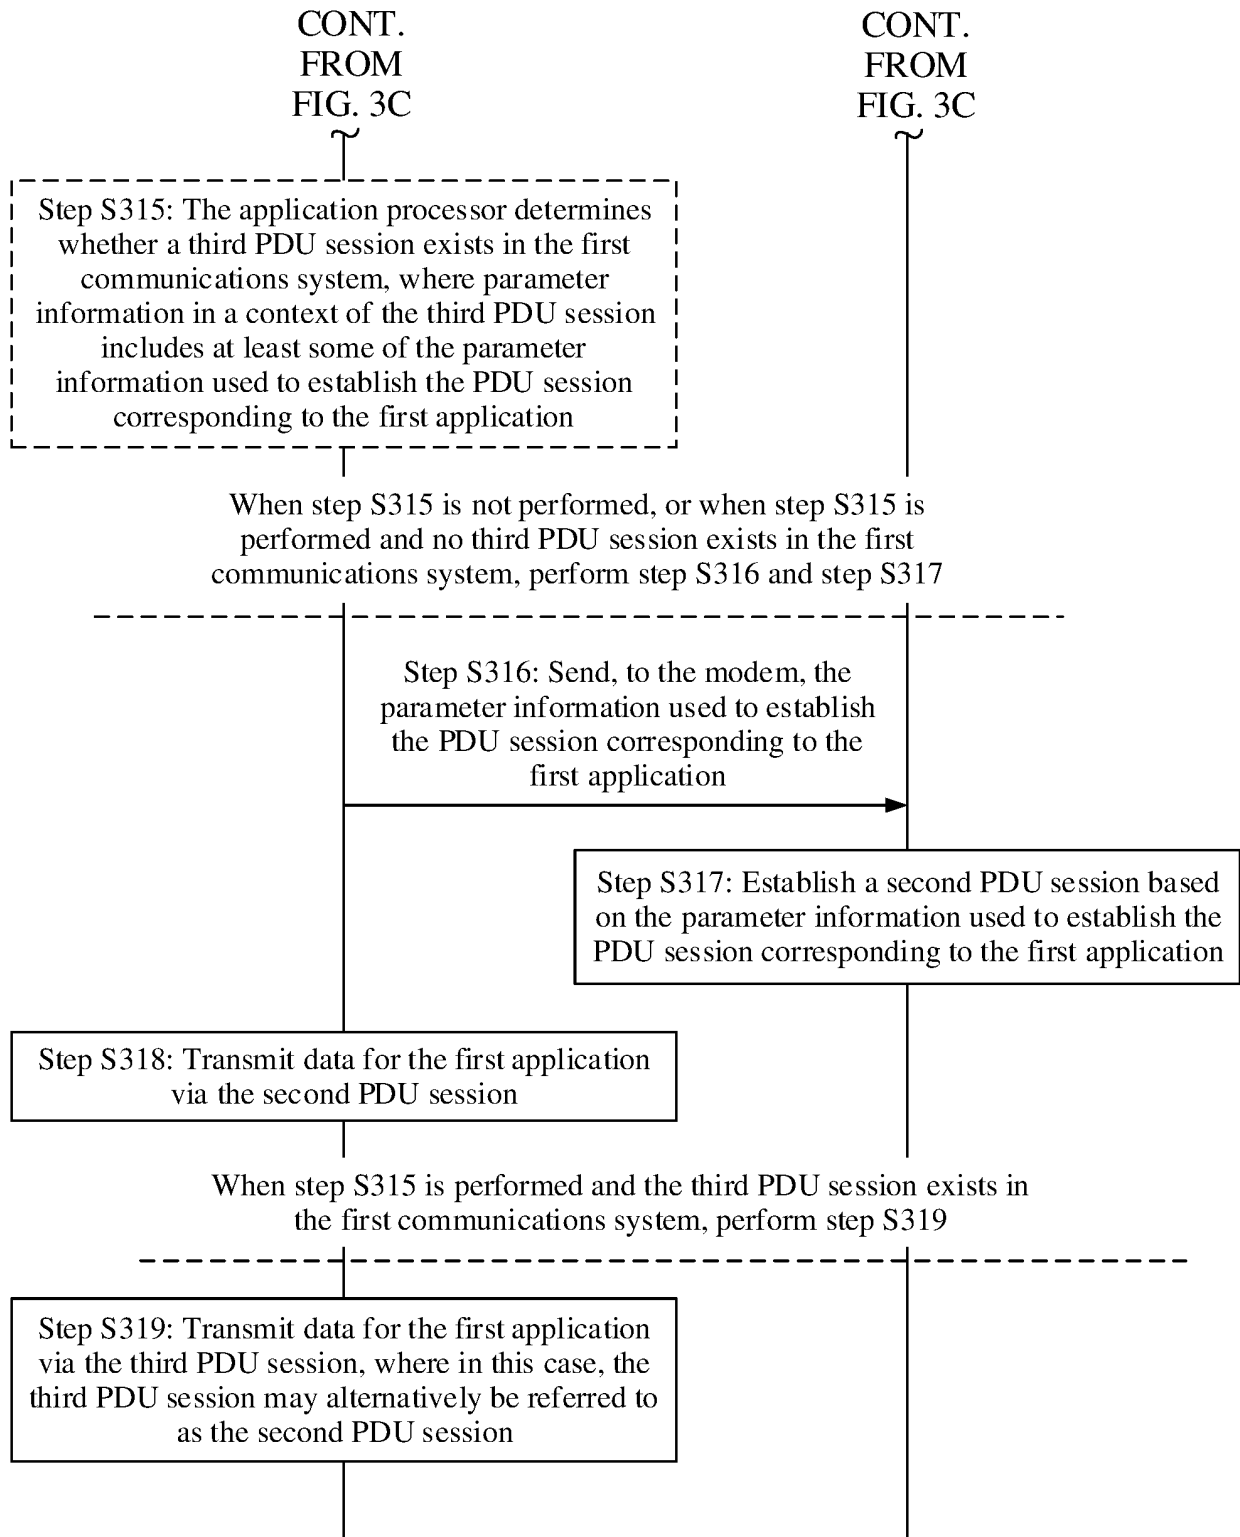 CONT.
FROM
FIG. 3C
CONT.
FROM
FIG. 3C
Step S315: The application processor determines
whether a third PDU session exists in the first
communications system, where parameter
information in a context of the third PDU session
includes at least some of the parameter
information used to establish the PDU session
corresponding to the first application
When step S315 is not performed, or when step S315 is
performed and no third PDU session exists in the first
communications system, perform step S316 and step S317
Step S316: Send, to the modem, the
parameter information used to establish
the PDU session corresponding to the
first application
Step S317: Establish a second PDU session based
on the parameter information used to establish the
PDU session corresponding to the first application
Step S318: Transmit data for the first application
via the second PDU session
When step S315 is performed and the third PDU session exists in
the first communications system, perform step S319
Step S319: Transmit data for the first application
via the third PDU session, where in this case, the
third PDU session may alternatively be referred to
as the second PDU session